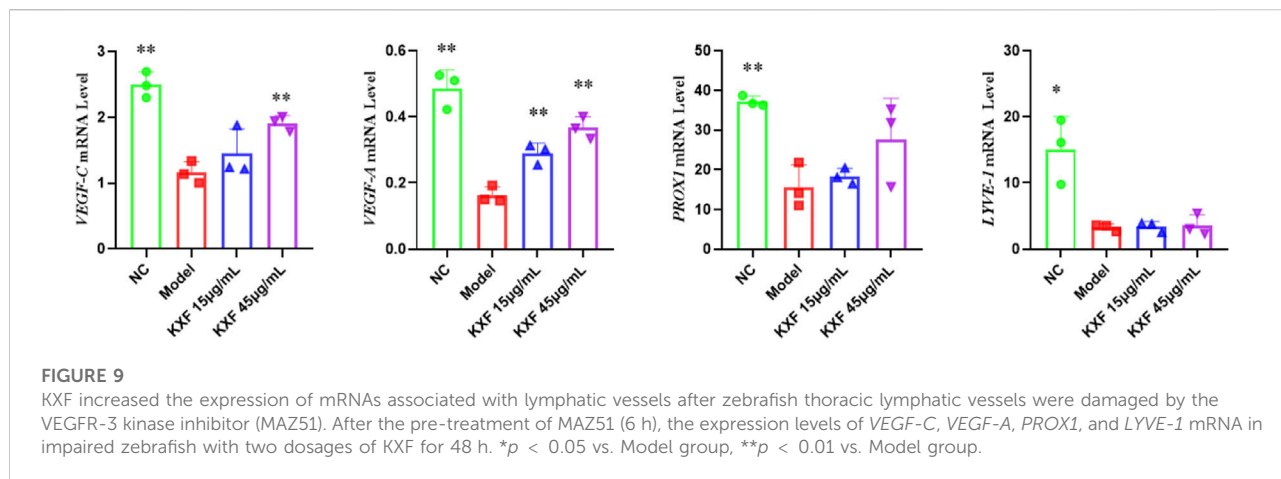 VEGF-C mRNA Level
3
2
1
0
**
**
NC
Model
KXF 15μg/mL
KXF 45μg/mL
VEGF-A mRNA Level
0.6
0.4
0.2
0.0
**
**
**
NC
Model
KXF 15μg/mL
KXF 45μg/mL
PROX1 mRNA Level
50
40
30
20
10
0
**
NC
Model
KXF 15μg/mL
KXF 45μg/mL
LYVE-1 mRNA Level
30
20
10
0
*
NC
Model
KXF 15μg/mL
KXF 45μg/mL
FIGURE 9
KXF increased the expression of mRNAs associated with lymphatic vessels after zebrafish thoracic lymphatic vessels were damaged by the
VEGFR-3 kinase inhibitor (MAZ51). After the pre-treatment of MAZ51 (6 h), the expression levels of VEGF-C, VEGF-A, PROX1, and LYVE-1 mRNA in
impaired zebrafish with two dosages of KXF for 48 h. *p < 0.05 vs. Model group, **p < 0.01 vs. Model group.